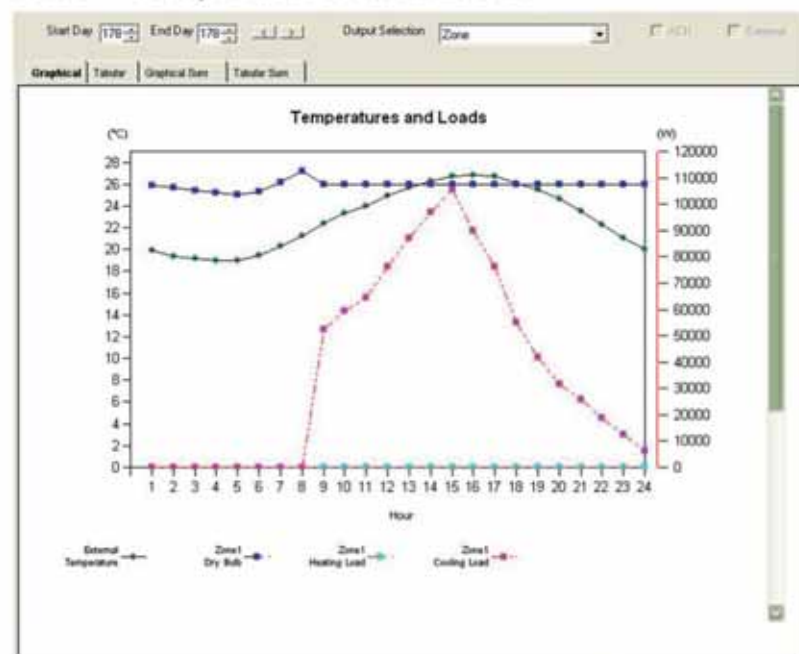 Start Day 178 End Day 178 < > Output Selection Zone ACH External
Graphical Tabular Graphical Sum Tabular Sum
Temperatures and Loads
(°C) (W)
28 120000
26 110000
24 100000
22 90000
20 80000
18 70000
16 60000
14 50000
12 40000
10 30000
8 20000
6 10000
4 0
2
0
1 2 3 4 5 6 7 8 9 10 11 12 13 14 15 16 17 18 19 20 21 22 23 24
Hour
External Temperature
Zone1 Dry Bulb
Zone1 Heating Load
Zone1 Cooling Load